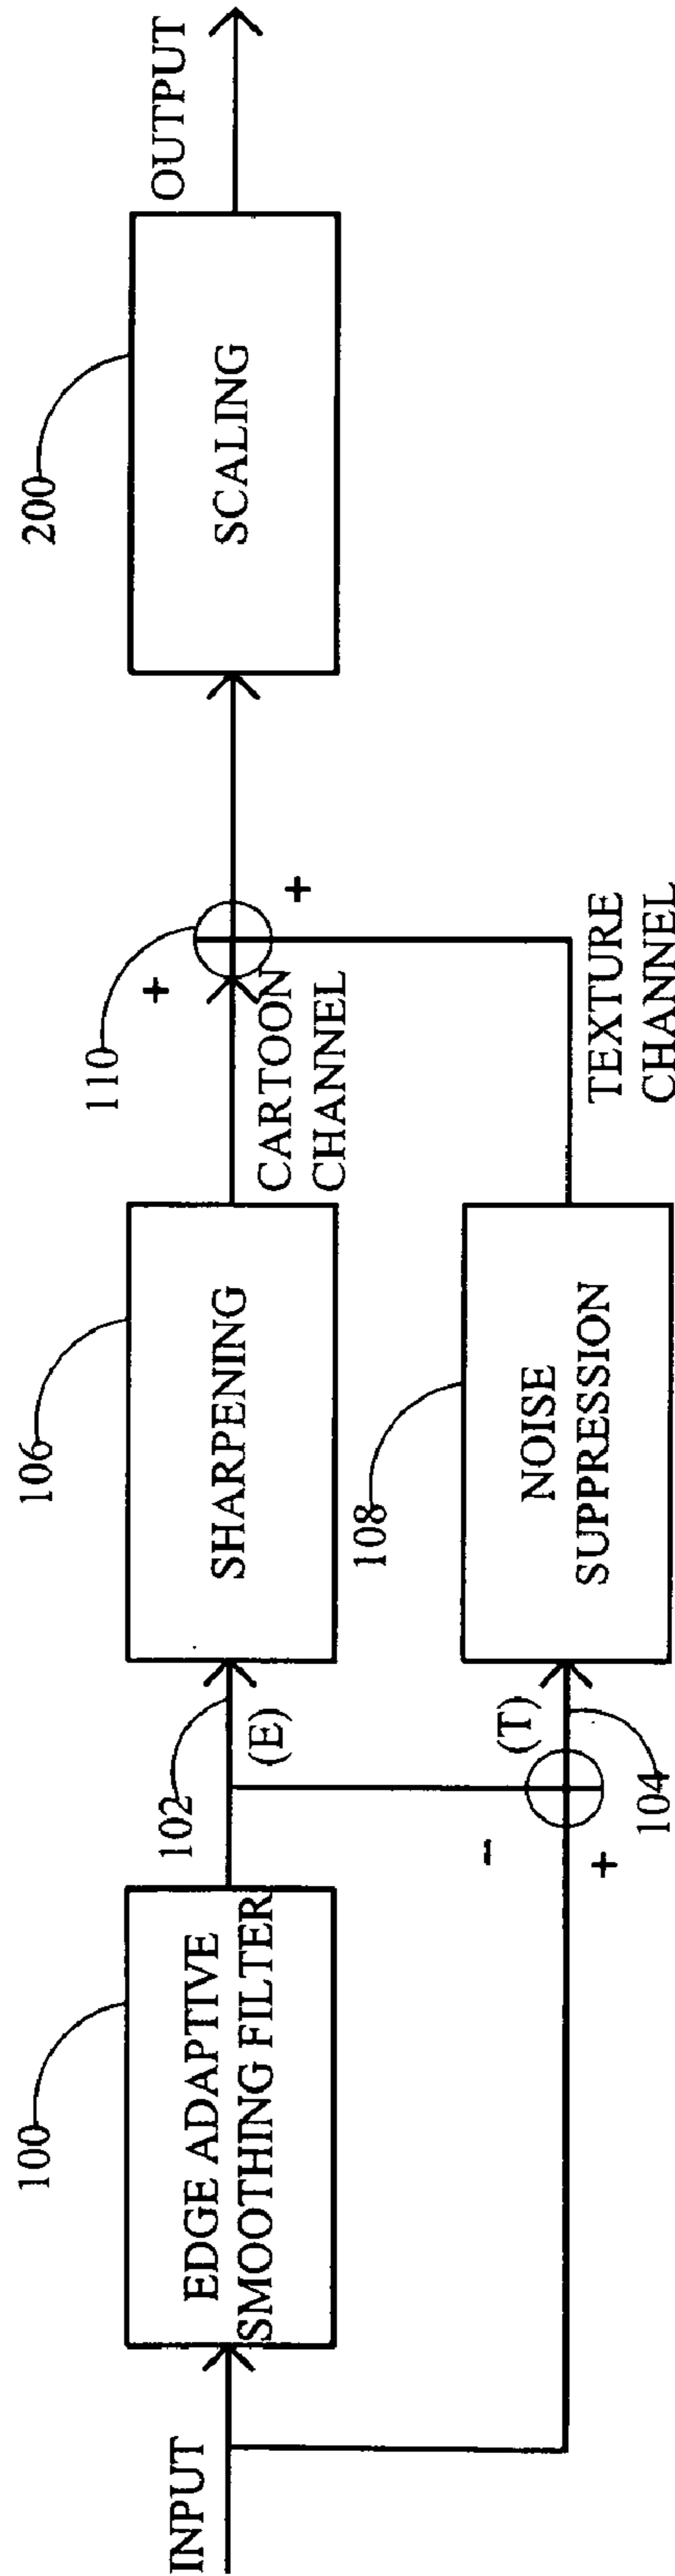 INPUT
100
EDGE ADAPTIVE
SMOOTHING FILTER
102
(E)
-
+
(T)
104
106
SHARPENING
108
NOISE
SUPPRESSION
CARTOON
CHANNEL
TEXTURE
CHANNEL
110
+
+
200
SCALING
OUTPUT